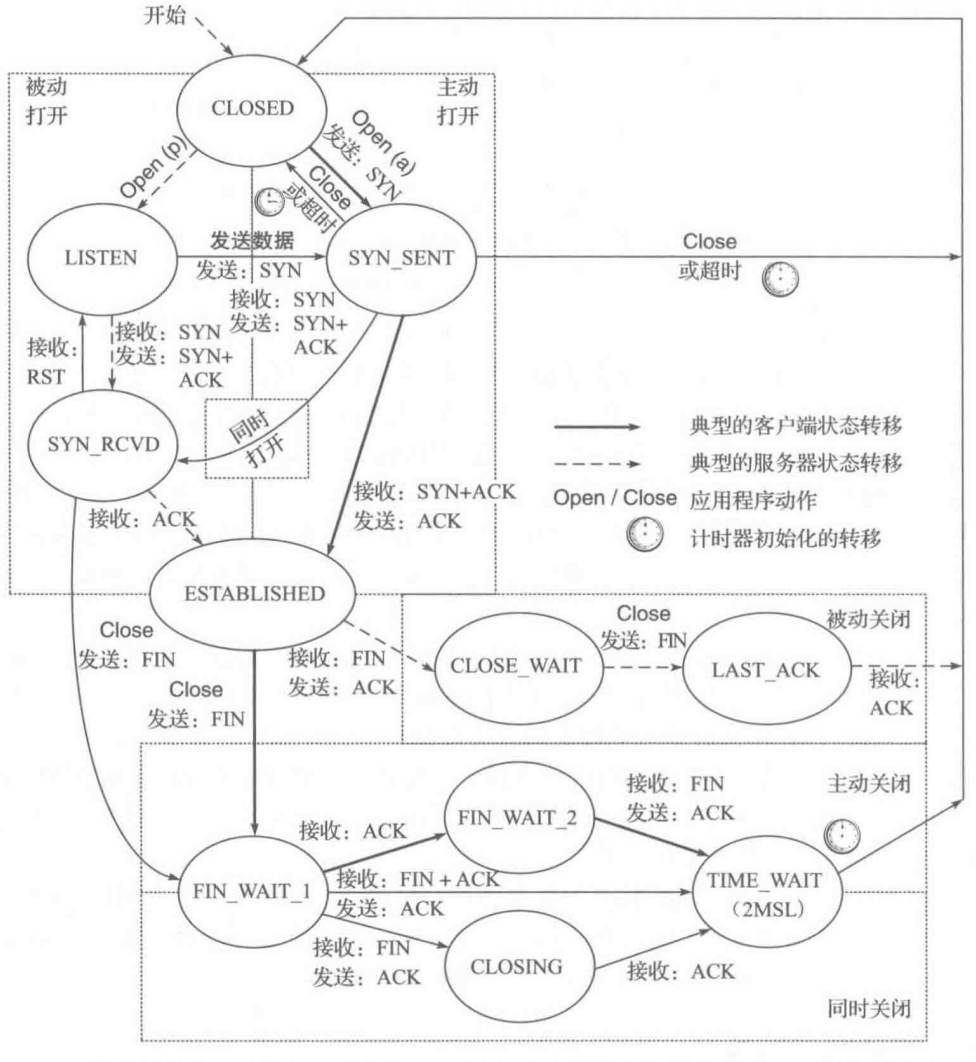 开始
被动
打开
主动
打开
CLOSED
Open (p)
Open (a)
发送：SYN
Close
或超时
LISTEN
发送数据
发送：SYN
SYN_SENT
Close
或超时
接收：SYN
发送：SYN+
ACK
接收：
RST
接收：SYN
发送：SYN+
ACK
SYN_RCVD
同时
打开
典型的客户端状态转移
典型的服务器状态转移
Open / Close 应用程序动作
计时器初始化的转移
接收：SYN+ACK
发送：ACK
接收：ACK
ESTABLISHED
Close
发送：FIN
接收：FIN
发送：ACK
Close
发送：FIN
被动关闭
CLOSE_WAIT
Close
发送：FIN
LAST_ACK
接收：
ACK
主动关闭
接收：ACK
FIN_WAIT_2
接收：FIN
发送：ACK
FIN_WAIT_1
接收：FIN + ACK
发送：ACK
TIME_WAIT
（2MSL）
接收：FIN
发送：ACK
CLOSING
接收：ACK
同时关闭